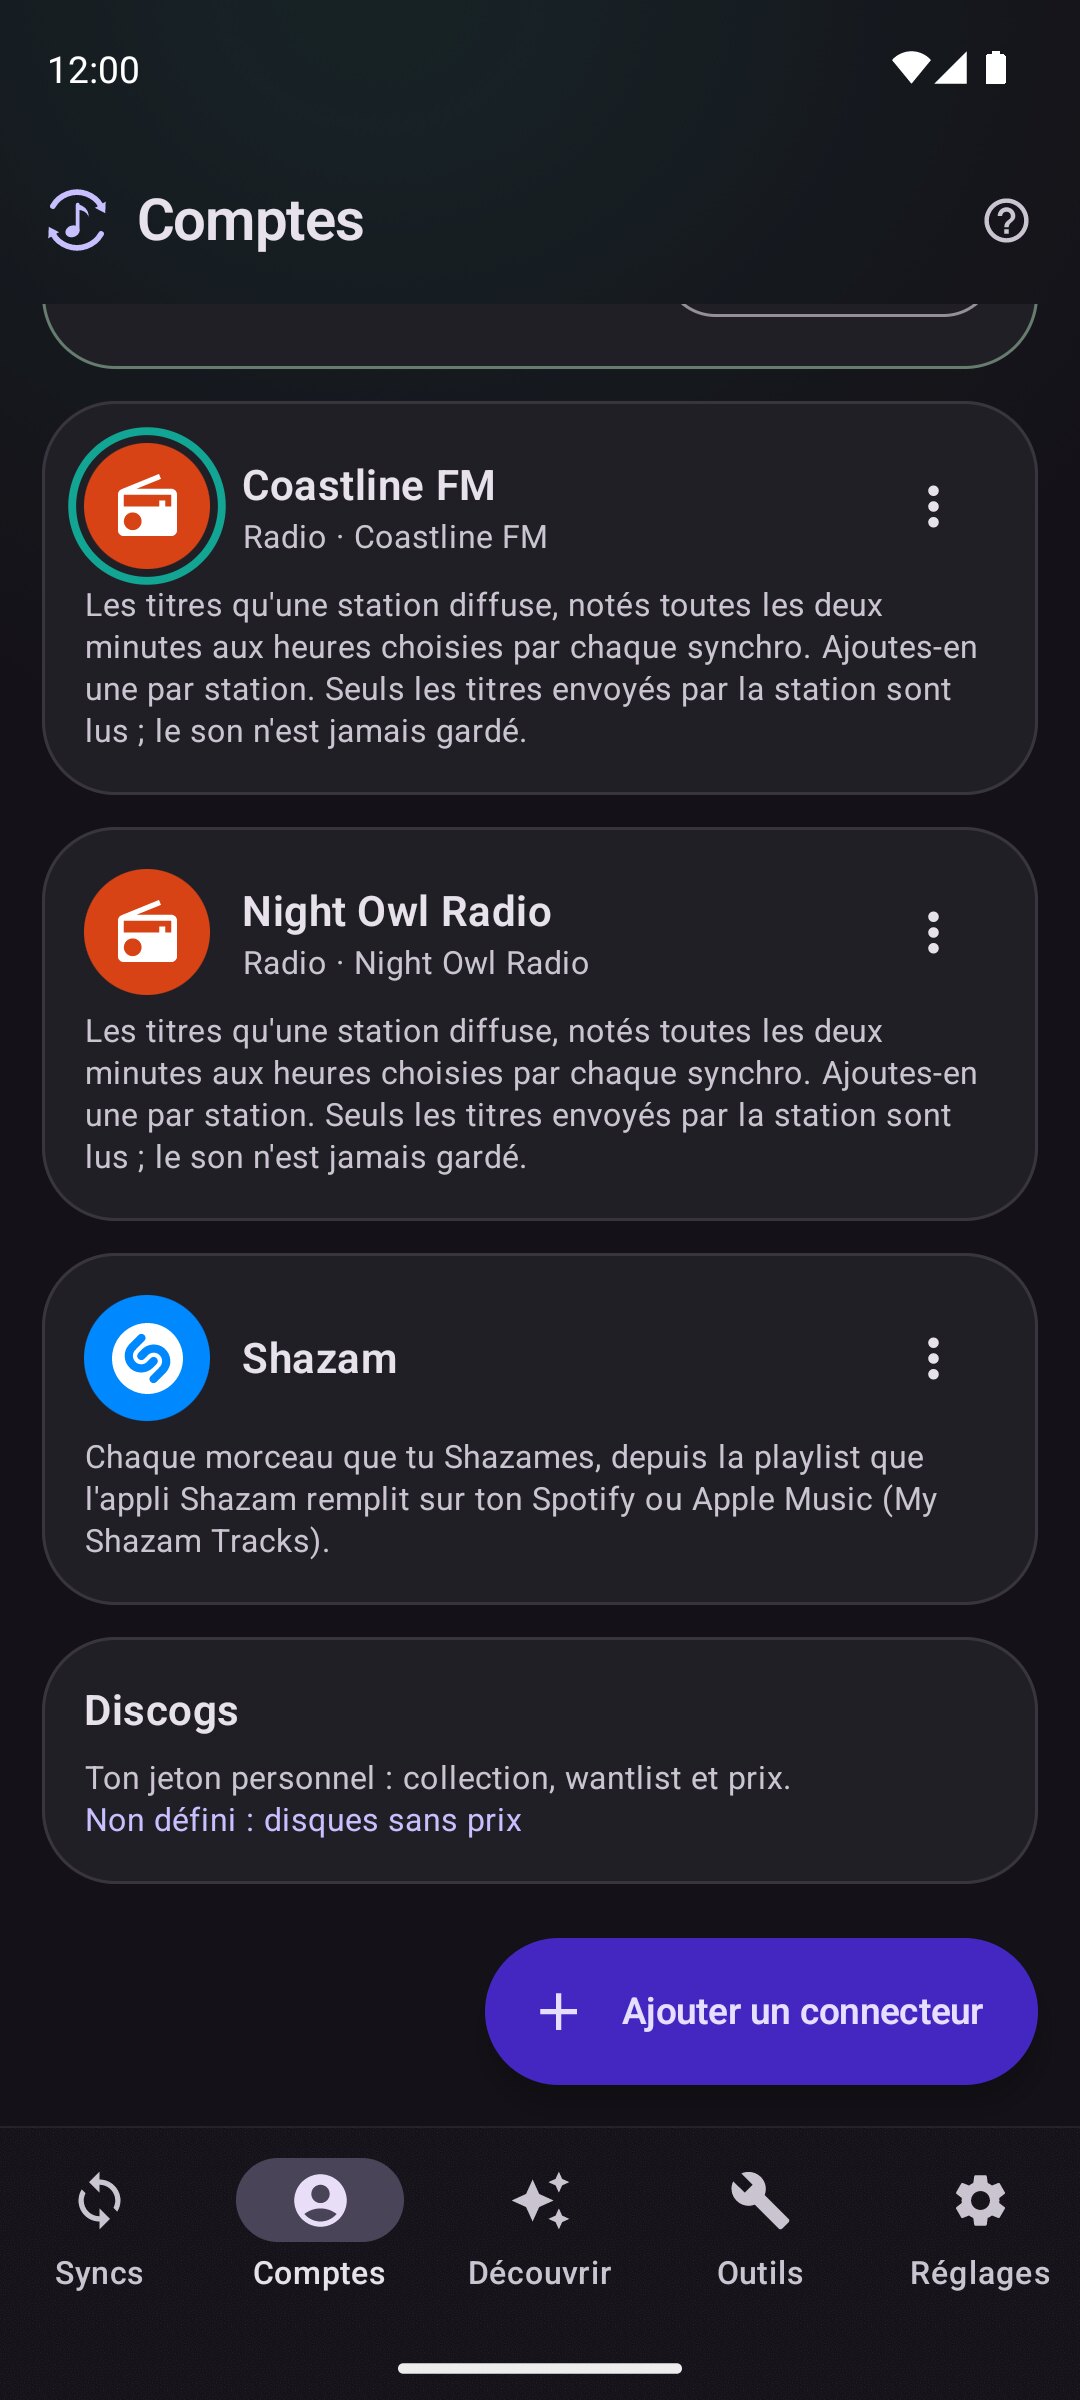 12:00
Comptes
Coastline FM
Radio · Coastline FM
Les titres qu'une station diffuse, notés toutes les deux
minutes aux heures choisies par chaque synchro. Ajoutes-en
une par station. Seuls les titres envoyés par la station sont
lus ; le son n'est jamais gardé.
Night Owl Radio
Radio · Night Owl Radio
Les titres qu'une station diffuse, notés toutes les deux
minutes aux heures choisies par chaque synchro. Ajoutes-en
une par station. Seuls les titres envoyés par la station sont
lus ; le son n'est jamais gardé.
Shazam
Chaque morceau que tu Shazames, depuis la playlist que
l'appli Shazam remplit sur ton Spotify ou Apple Music (My
Shazam Tracks).
Discogs
Ton jeton personnel : collection, wantlist et prix.
Non défini : disques sans prix
Ajouter un connecteur
Syncs
Comptes
Découvrir
Outils
Réglages